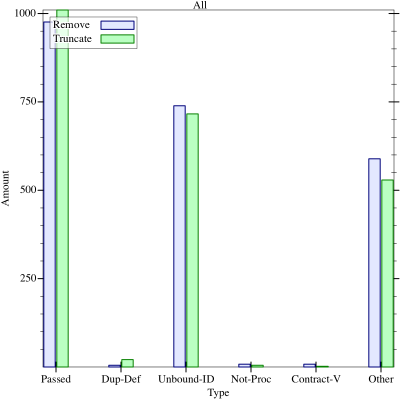 All
Remove
Truncate
1000
750
500
250
Amount
Passed Dup-Def Unbound-ID Not-Proc Contract-V Other
Type